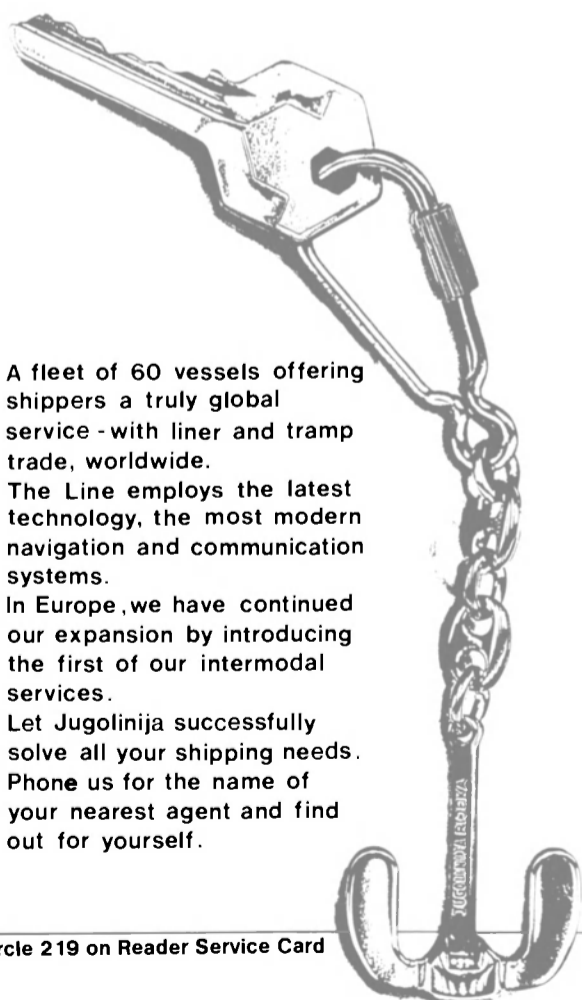 A fleet of 60 vessels offering
shippers a truly global
service - with liner and tramp
trade, worldwide.
The Line employs the latest
technology, the most modern
navigation and communication
systems.
In Europe, we have continued
our expansion by introducing
the first of our intermodal
services.
Let Jugolinija successfully
solve all your shipping needs.
Phone us for the name of
your nearest agent and find
out for yourself.
JUGOLINIJA RIJEKA
rcle 219 on Reader Service Card